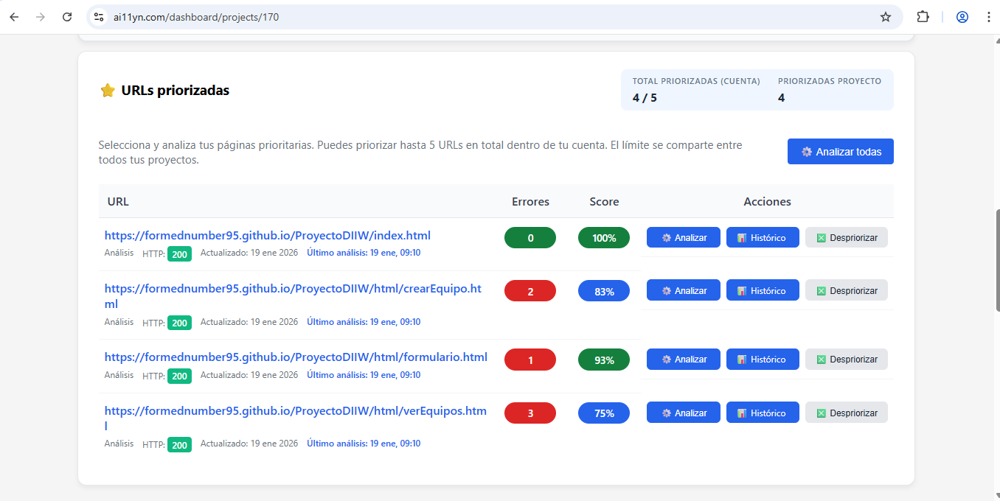 ai11yn.com/dashboard/projects/170
URLs priorizadas
TOTAL PRIORIZADAS (CUENTA)
4 / 5
PRIORIZADAS PROYECTO
4
Selecciona y analiza tus páginas prioritarias. Puedes priorizar hasta 5 URLs en total dentro de tu cuenta. El límite se comparte entre
todos tus proyectos.
Analizar todas
URL Errores Score Acciones
https://formednumber95.github.io/ProyectoDIIW/index.html
0 100% Analizar Histórico Despriorizar
Análisis HTTP: 200 Actualizado: 19 ene 2026 Último análisis: 19 ene, 09:10
https://formednumber95.github.io/ProyectoDIIW/html/crearEquipo.ht
ml
2 83% Analizar Histórico Despriorizar
Análisis HTTP: 200 Actualizado: 19 ene 2026 Último análisis: 19 ene, 09:10
https://formednumber95.github.io/ProyectoDIIW/html/formulario.html
1 93% Analizar Histórico Despriorizar
Análisis HTTP: 200 Actualizado: 19 ene 2026 Último análisis: 19 ene, 09:10
https://formednumber95.github.io/ProyectoDIIW/html/verEquipos.htm
l
3 75% Analizar Histórico Despriorizar
Análisis HTTP: 200 Actualizado: 19 ene 2026 Último análisis: 19 ene, 09:10